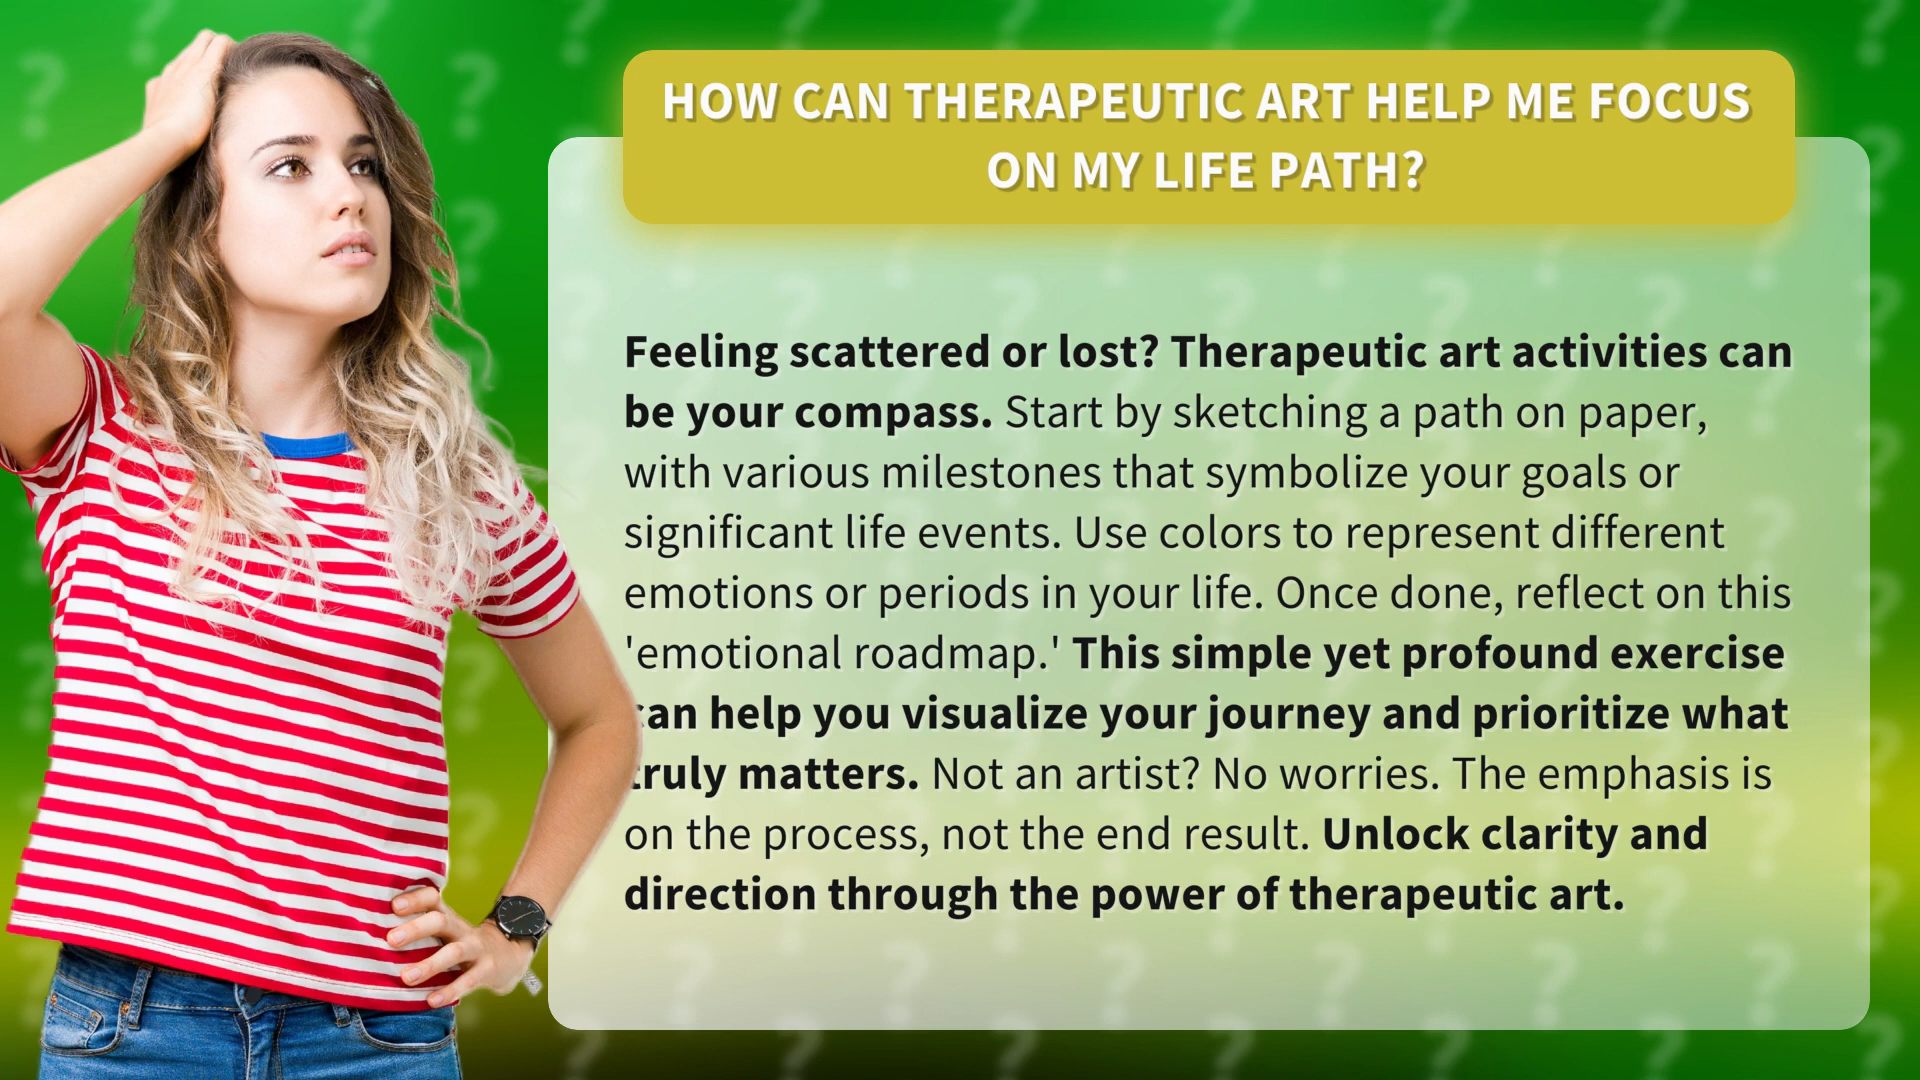 HOW CAN THERAPEUTIC ART HELP ME FOCUS
ON MY LIFE PATH?
Feeling scattered or lost? Therapeutic art activities can
be your compass. Start by sketching a path on paper,
with various milestones that symbolize your goals or
significant life events. Use colors to represent different
emotions or periods in your life. Once done, reflect on this
'emotional roadmap.' This simple yet profound exercise
can help you visualize your journey and prioritize what
truly matters. Not an artist? No worries. The emphasis is
on the process, not the end result. Unlock clarity and
direction through the power of therapeutic art.